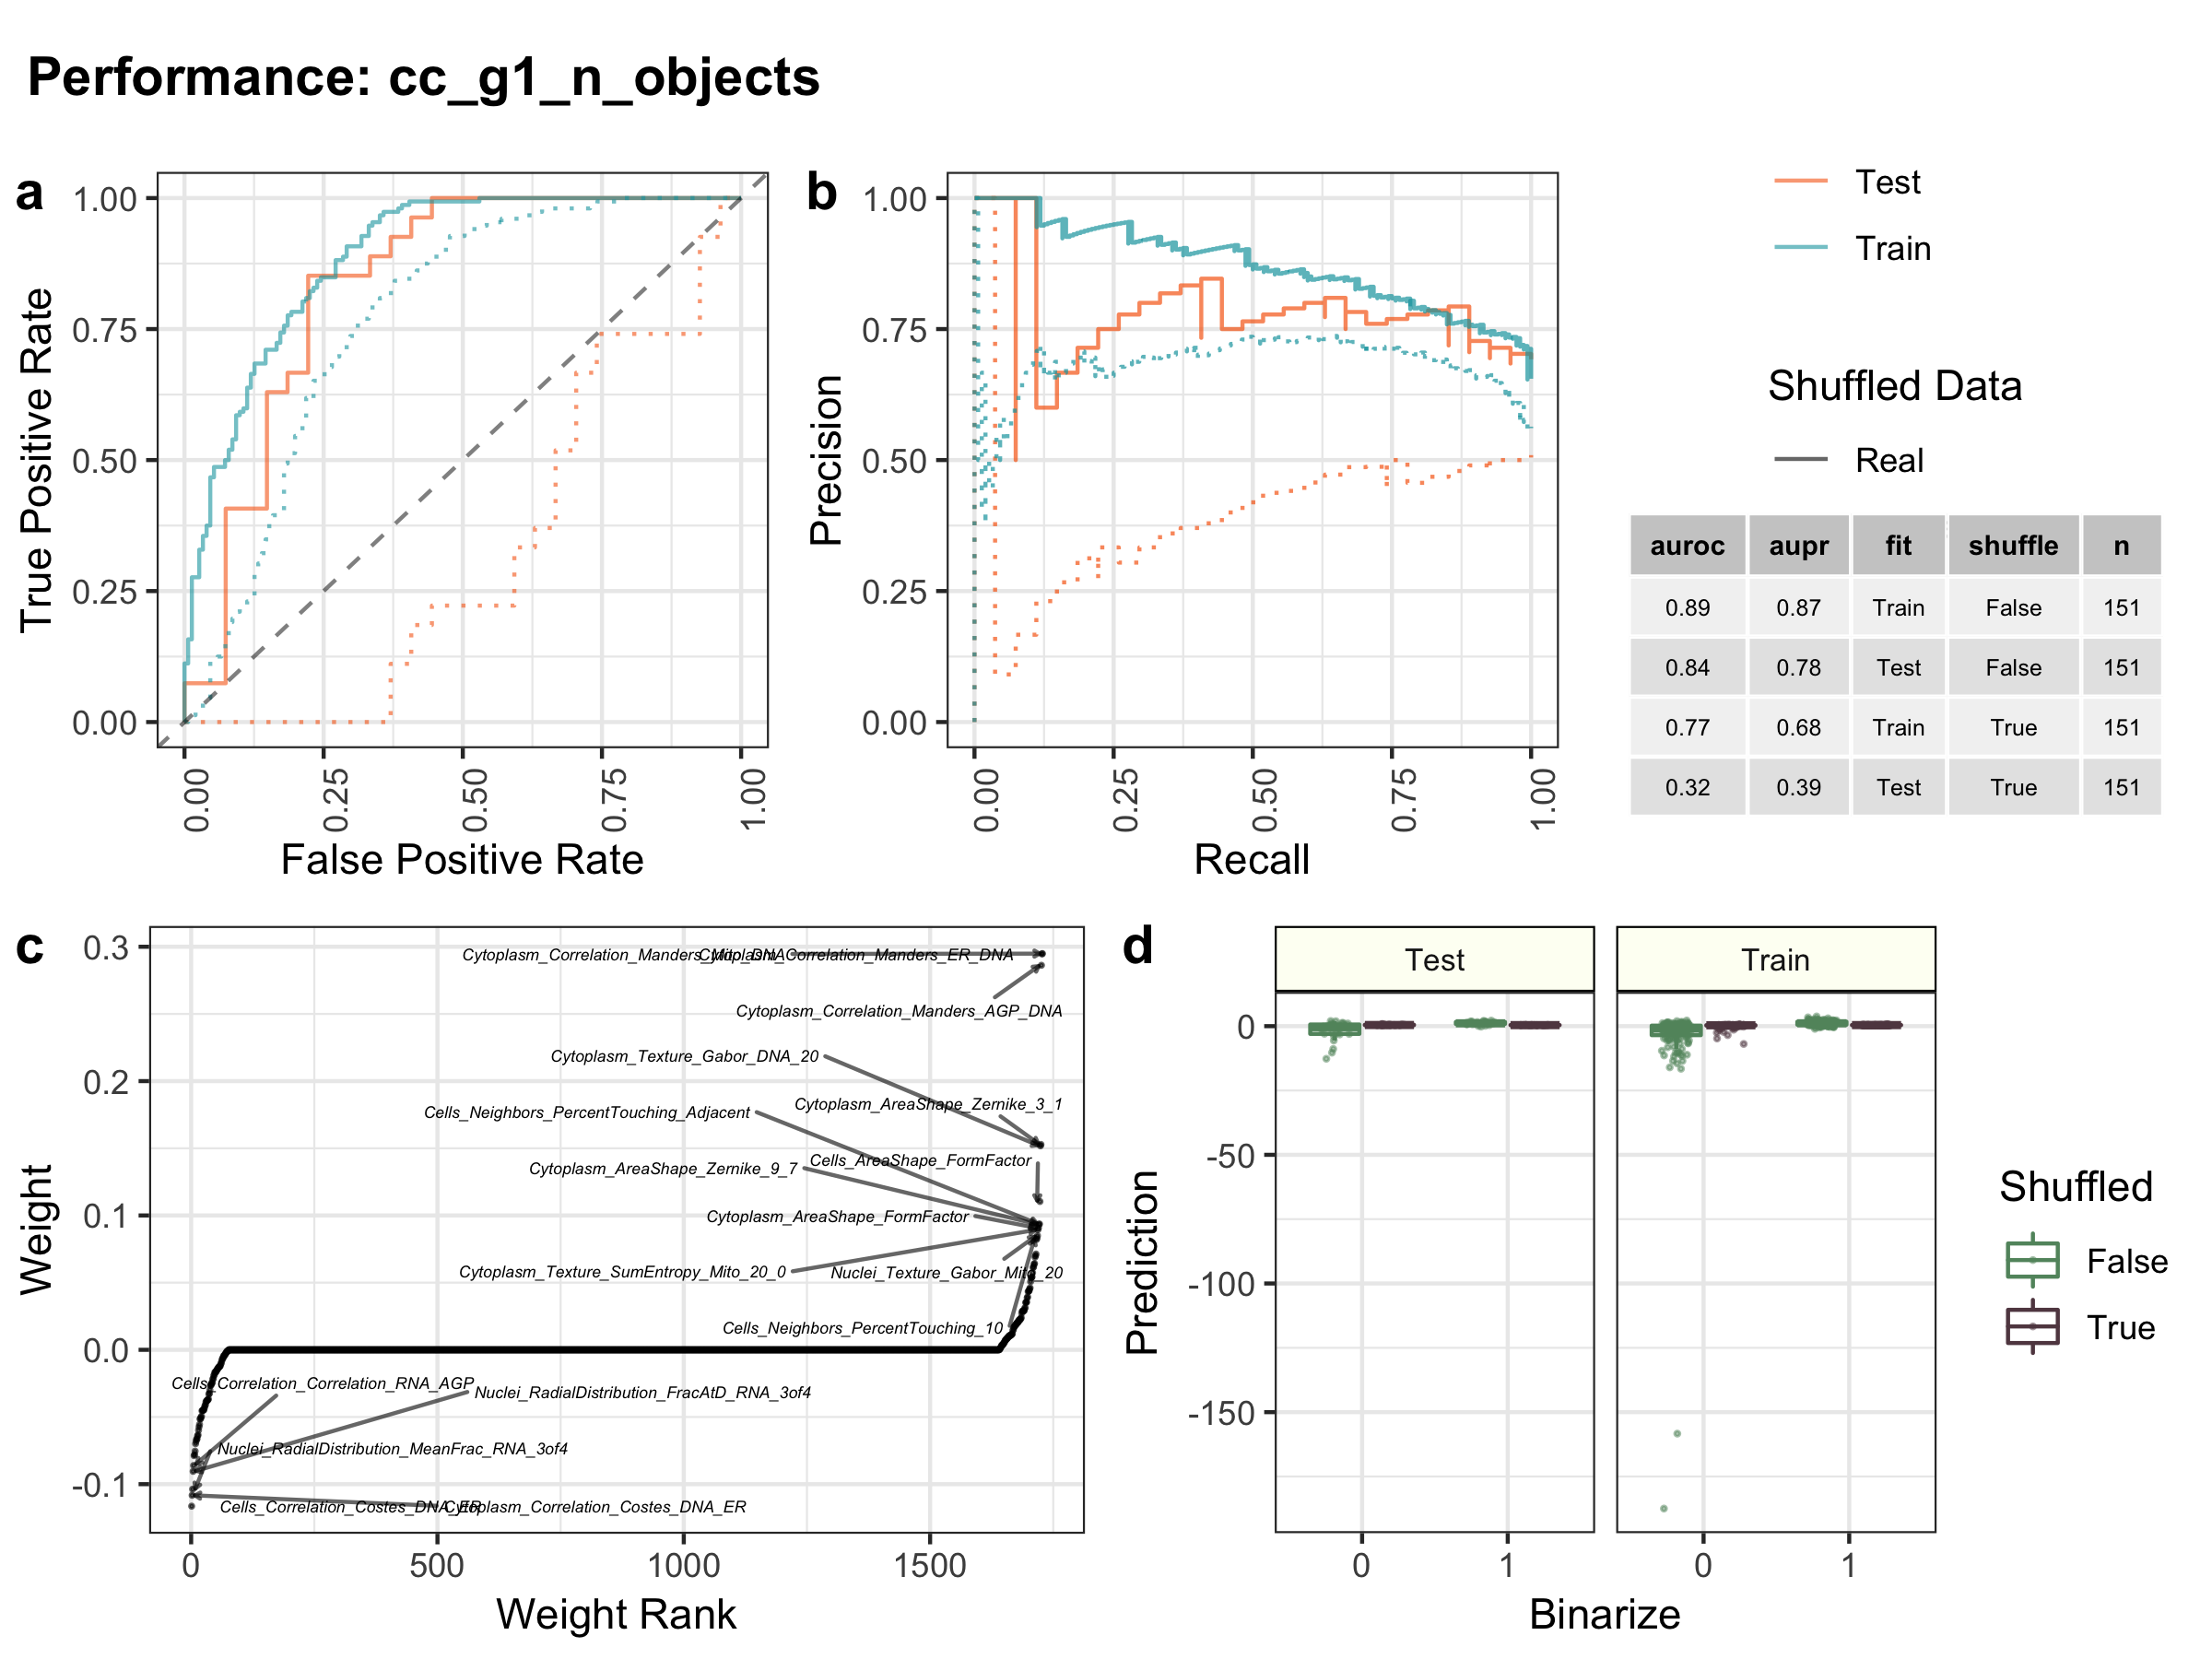 Performance: cc_g1_n_objects
a
1.00
0.75
0.50
0.25
0.00
True Positive Rate
0.00
0.25
0.50
0.75
1.00
False Positive Rate
b
1.00
0.75
0.50
0.25
0.00
Precision
0.00
0.25
0.50
0.75
1.00
Recall
Test
Train
Shuffled Data
Real
auroc aupr fit shuffle n
0.89 0.87 Train False 151
0.84 0.78 Test False 151
0.77 0.68 Train True 151
0.32 0.39 Test True 151
c
0.3
0.2
0.1
0.0
-0.1
Weight
Cytoplasm_Correlation_Manders_Mito_DNA
Cytoplasm_Correlation_Manders_ER_DNA
Cytoplasm_Correlation_Manders_AGP_DNA
Cytoplasm_Texture_Gabor_DNA_20
Cytoplasm_AreaShape_Zernike_3_1
Cells_Neighbors_PercentTouching_Adjacent
Cells_AreaShape_FormFactor
Cytoplasm_AreaShape_Zernike_9_7
Cytoplasm_AreaShape_FormFactor
Cytoplasm_Texture_SumEntropy_Mito_20_0
Nuclei_Texture_Gabor_Mito_20
Cells_Neighbors_PercentTouching_10
Cells_Correlation_Correlation_RNA_AGP
Nuclei_RadialDistribution_FracAtD_RNA_3of4
Nuclei_RadialDistribution_MeanFrac_RNA_3of4
Cells_Correlation_Costes_DNA_ER
Cytoplasm_Correlation_Costes_DNA_ER
0
500
1000
1500
Weight Rank
d
Test
Train
0
-50
-100
-150
Prediction
0
1
0
1
Binarize
Shuffled
False
True